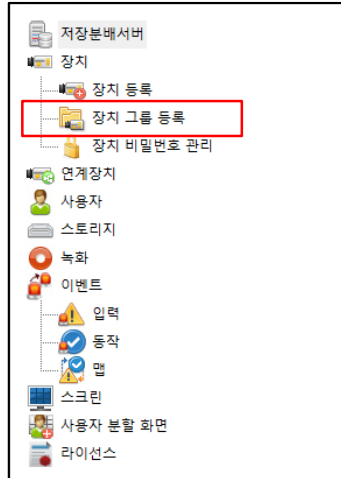 저장분배서버
장치
장치 등록
장치 그룹 등록
장치 비밀번호 관리
연계장치
사용자
스토리지
녹화
이벤트
입력
동작
맵
스크린
사용자 분할 화면
라이선스